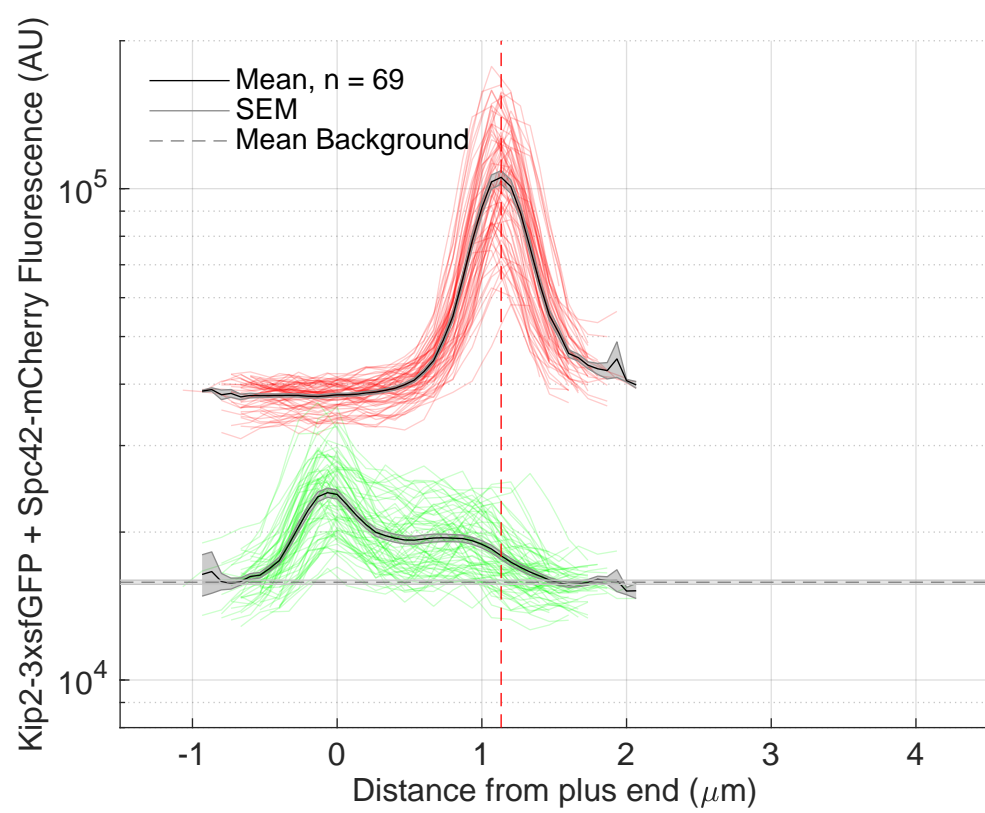 Kip2-3xsfGFP + Spc42-mCherry Fluorescence (AU)
Mean, n = 69
SEM
Mean Background
10^5
10^4
-1 0 1 2 3 4
Distance from plus end (μm)